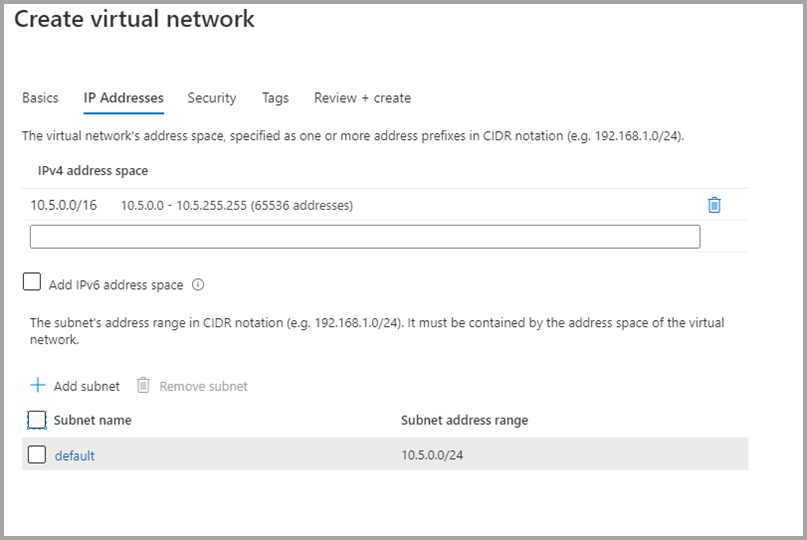 Create virtual network
Basics IP Addresses Security Tags Review + create
The virtual network's address space, specified as one or more address prefixes in CIDR notation (e.g. 192.168.1.0/24).
IPv4 address space
10.5.0.0/16 10.5.0.0 - 10.5.255.255 (65536 addresses)
Add IPv6 address space
The subnet's address range in CIDR notation (e.g. 192.168.1.0/24). It must be contained by the address space of the virtual
network.
Add subnet Remove subnet
Subnet name Subnet address range
default 10.5.0.0/24